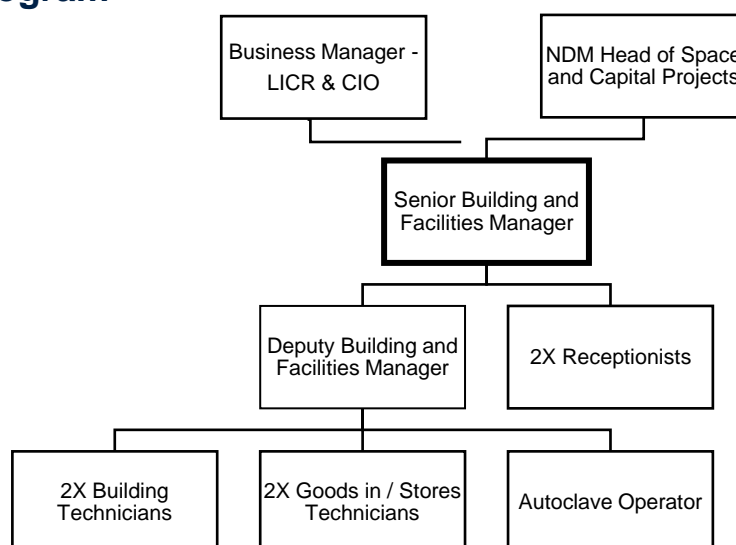 Business Manager -
LICR & CIO
NDM Head of Space
and Capital Projects
Senior Building and
Facilities Manager
Deputy Building and
Facilities Manager
2X Receptionists
2X Building
Technicians
2X Goods in / Stores
Technicians
Autoclave Operator